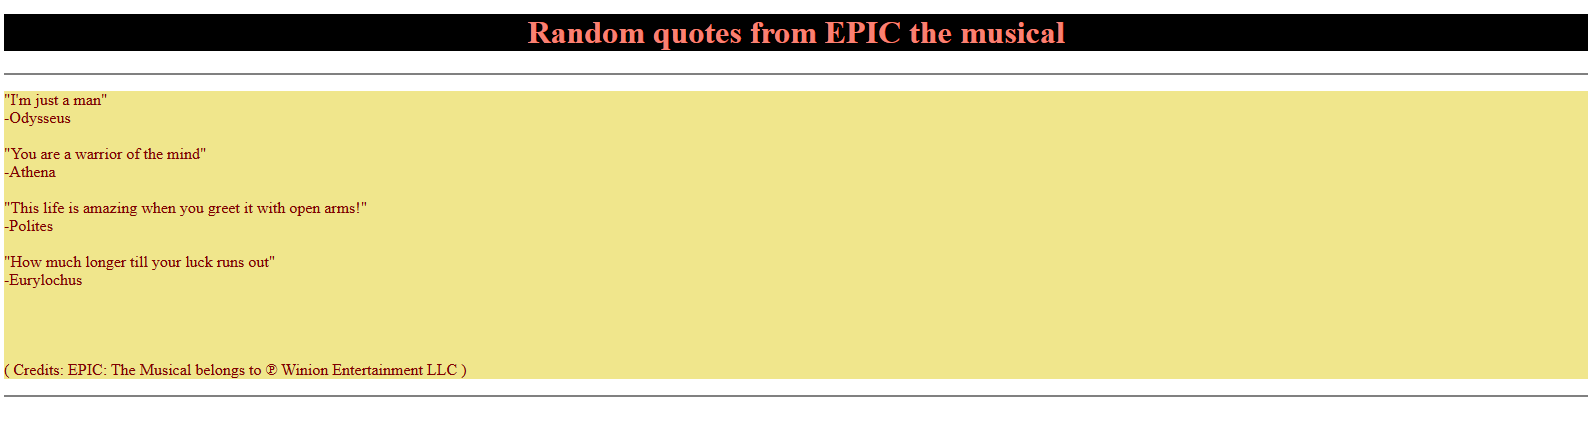 Random quotes from EPIC the musical
"I'm just a man"
-Odysseus
"You are a warrior of the mind"
-Athena
"This life is amazing when you greet it with open arms!"
-Polites
"How much longer till your luck runs out"
-Eurylochus
( Credits: EPIC: The Musical belongs to ℗ Winion Entertainment LLC )